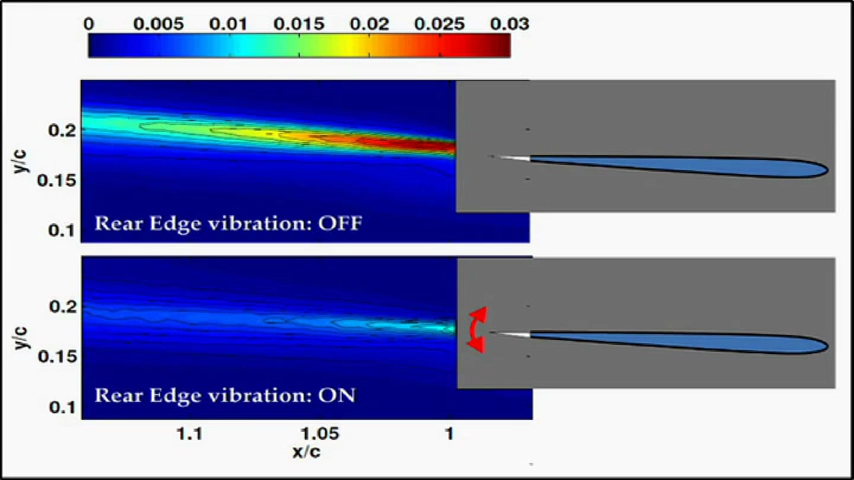 0 0.005 0.01 0.015 0.02 0.025 0.03
0.2
y/c
0.15
0.1
Rear Edge vibration: OFF
0.2
y/c
0.15
0.1
Rear Edge vibration: ON
1.1 1.05 1
x/c